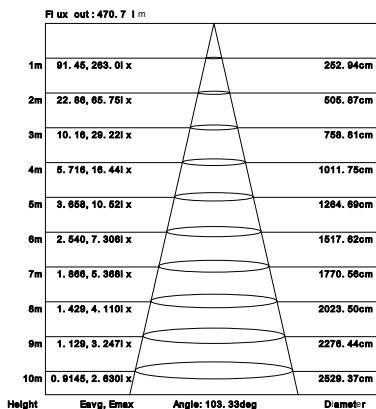 Flux out:470.7 lm
1m 91.45,263.0lx 252.94cm
2m 22.86,65.75lx 505.87cm
3m 10.16,29.22lx 758.81cm
4m 5.716,16.44lx 1011.75cm
5m 3.658,10.52lx 1264.69cm
6m 2.540,7.306lx 1517.62cm
7m 1.866,5.368lx 1770.56cm
8m 1.429,4.110lx 2023.50cm
9m 1.129,3.247lx 2276.44cm
10m 0.9145,2.630lx 2529.37cm
Height Eavg,Emax Angle:103.33deg Diameter